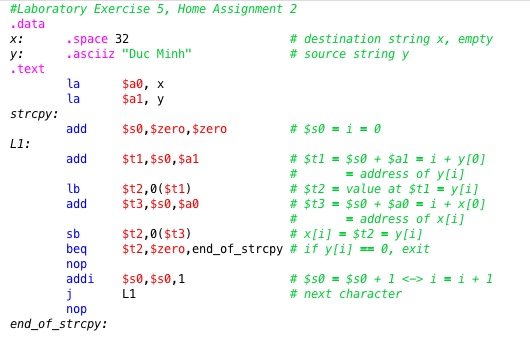 #Laboratory Exercise 5, Home Assignment 2
.data
x: .space 32 # destination string x, empty
y: .asciiz "Duc Minh" # source string y
.text
la $a0, x
la $a1, y
strcpy:
add $s0,$zero,$zero # $s0 = i = 0
L1:
add $t1,$s0,$a1 # $t1 = $s0 + $a1 = i + y[0]
# = address of y[i]
lb $t2,0($t1) # $t2 = value at $t1 = y[i]
add $t3,$s0,$a0 # $t3 = $s0 + $a0 = i + x[0]
# = address of x[i]
sb $t2,0($t3) # x[i] = $t2 = y[i]
beq $t2,$zero,end_of_strcpy # if y[i] == 0, exit
nop
addi $s0,$s0,1 # $s0 = $s0 + 1 <-> i = i + 1
j L1 # next character
nop
end_of_strcpy: